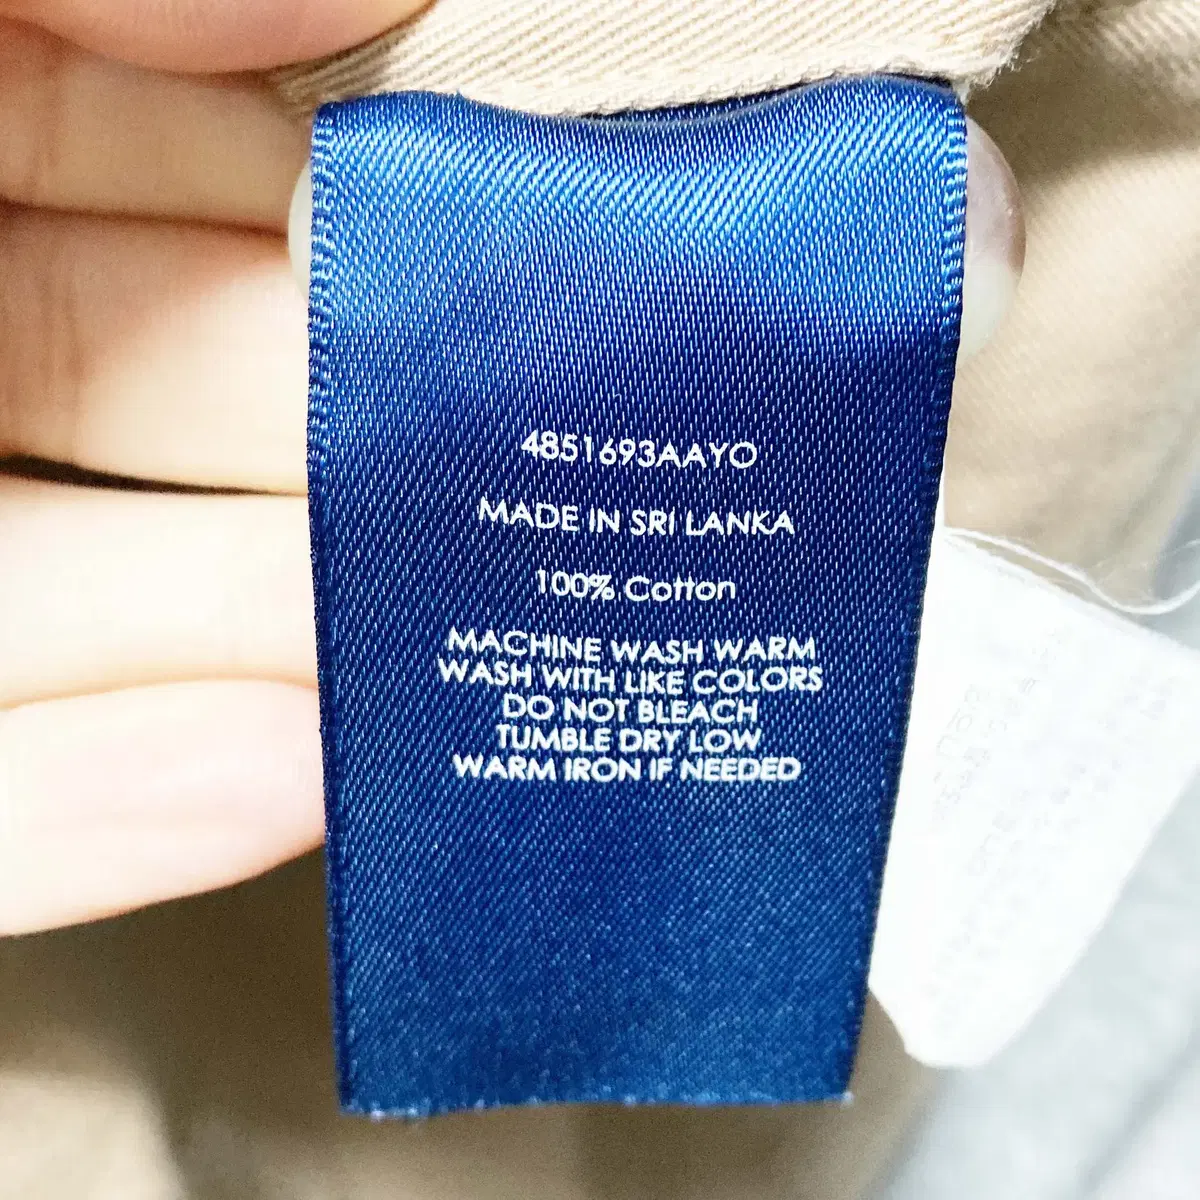 4851693AAYO
MADE IN SRI LANKA
100% Cotton
MACHINE WASH WARM
WASH WITH LIKE COLORS
DO NOT BLEACH
TUMBLE DRY LOW
WARM IRON IF NEEDED